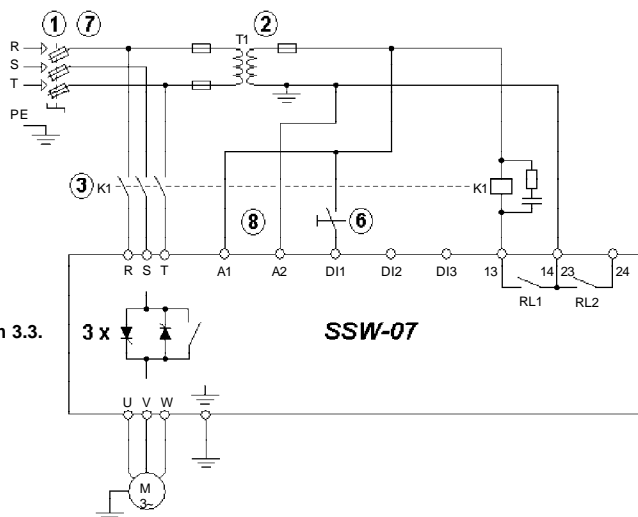 1 7 2
T1
R
S
T
PE
3 K1 K1
8 6
R S T A1 A2 DI1 DI2 DI3 13 14 23 24
RL1 RL2
n 3.3. 3 x SSW-07
U V W
M
3~